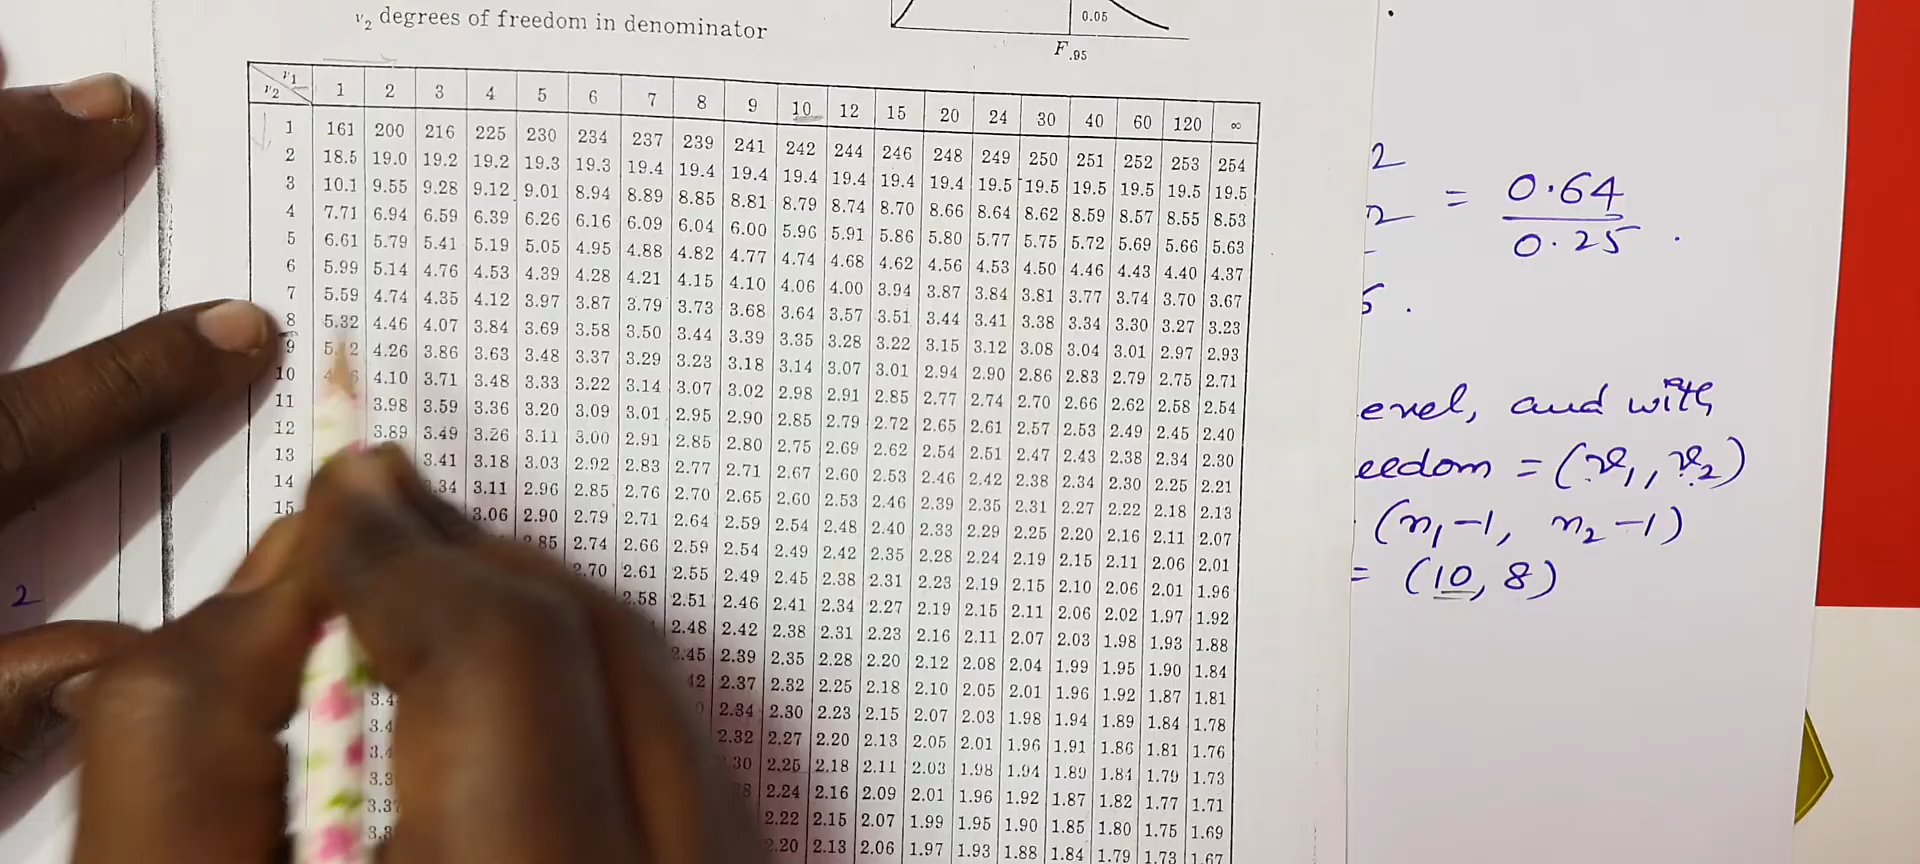 ν2 degrees of freedom in denominator
0.05
F.95
ν1
ν2 1 2 3 4 5 6 7 8 9 10 12 15 20 24 30 40 60 120 ∞
1 161 200 216 225 230 234 237 239 241 242 244 246 248 249 250 251 252 253 254
2 18.5 19.0 19.2 19.2 19.3 19.3 19.4 19.4 19.4 19.4 19.4 19.4 19.4 19.5 19.5 19.5 19.5 19.5 19.5
3 10.1 9.55 9.28 9.12 9.01 8.94 8.89 8.85 8.81 8.79 8.74 8.70 8.66 8.64 8.62 8.59 8.57 8.55 8.53
4 7.71 6.94 6.59 6.39 6.26 6.16 6.09 6.04 6.00 5.96 5.91 5.86 5.80 5.77 5.75 5.72 5.69 5.66 5.63
5 6.61 5.79 5.41 5.19 5.05 4.95 4.88 4.82 4.77 4.74 4.68 4.62 4.56 4.53 4.50 4.46 4.43 4.40 4.37
6 5.99 5.14 4.76 4.53 4.39 4.28 4.21 4.15 4.10 4.06 4.00 3.94 3.87 3.84 3.81 3.77 3.74 3.70 3.67
7 5.59 4.74 4.35 4.12 3.97 3.87 3.79 3.73 3.68 3.64 3.57 3.51 3.44 3.41 3.38 3.34 3.30 3.27 3.23
8 5.32 4.46 4.07 3.84 3.69 3.58 3.50 3.44 3.39 3.35 3.28 3.22 3.15 3.12 3.08 3.04 3.01 2.97 2.93
9 4.26 3.86 3.63 3.48 3.37 3.29 3.23 3.18 3.14 3.07 3.01 2.94 2.90 2.86 2.83 2.79 2.75 2.71
10 4.10 3.71 3.48 3.33 3.22 3.14 3.07 3.02 2.98 2.91 2.85 2.77 2.74 2.70 2.66 2.62 2.58 2.54
11 3.98 3.59 3.36 3.20 3.09 3.01 2.95 2.90 2.85 2.79 2.72 2.65 2.61 2.57 2.53 2.49 2.45 2.40
12 3.89 3.49 3.26 3.11 3.00 2.91 2.85 2.80 2.75 2.69 2.62 2.54 2.51 2.47 2.43 2.38 2.34 2.30
13 3.41 3.18 3.03 2.92 2.83 2.77 2.71 2.67 2.60 2.53 2.46 2.42 2.38 2.34 2.30 2.25 2.21
14 3.11 2.96 2.85 2.76 2.70 2.65 2.60 2.53 2.46 2.39 2.35 2.31 2.27 2.22 2.18 2.13
15 3.06 2.90 2.79 2.71 2.64 2.59 2.54 2.48 2.40 2.33 2.29 2.25 2.20 2.16 2.11 2.07
2.85 2.74 2.66 2.59 2.54 2.49 2.42 2.35 2.28 2.24 2.19 2.15 2.11 2.06 2.01
2.70 2.61 2.55 2.49 2.45 2.38 2.31 2.23 2.19 2.15 2.10 2.06 2.01 1.96
2.58 2.51 2.46 2.41 2.34 2.27 2.19 2.15 2.11 2.06 2.02 1.97 1.92
2.48 2.42 2.38 2.31 2.23 2.16 2.11 2.07 2.03 1.98 1.93 1.88
2.45 2.39 2.35 2.28 2.20 2.12 2.08 2.04 1.99 1.95 1.90 1.84
2.37 2.32 2.25 2.18 2.10 2.05 2.01 1.96 1.92 1.87 1.81
2.34 2.30 2.23 2.15 2.07 2.03 1.98 1.94 1.89 1.84 1.78
2.32 2.27 2.20 2.13 2.05 2.01 1.96 1.91 1.86 1.81 1.76
2.25 2.18 2.11 2.03 1.98 1.94 1.89 1.84 1.79 1.73
2.24 2.16 2.09 2.01 1.96 1.92 1.87 1.82 1.77 1.71
2.22 2.15 2.07 1.99 1.95 1.90 1.85 1.80 1.75 1.69
2.20 2.13 2.06 1.97 1.93 1.88 1.84 1.79 1.73 1.67
2
= 0.64
0.25 .
evel, and with
eedom = (ν1, ν2)
(n1-1, n2-1)
= (10, 8)
2